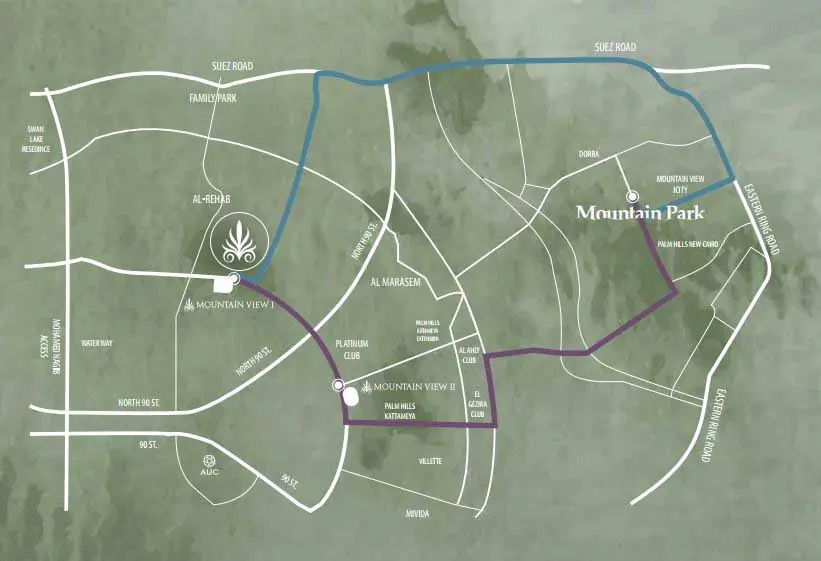 SUEZ ROAD
SUEZ ROAD
FAMILY PARK
SWAN
LAKE
RESEDINCE
DORRA
MOUNTAIN VIEW
ICITY
AL-REHAB
Mountain Park
EASTERN RING ROAD
NORTH 90 ST.
PALM HILLS NEW CAIRO
AL MARASEM
MOUNTAIN VIEW I
PALM HILLS
KATAMEYA
EXTENSION
MOHAMED NAGIB
ACCESS
WATER WAY
PLATINUM
CLUB
AL AHLY
CLUB
NORTH 90 ST.
MOUNTAIN VIEW II
NORTH 90 ST.
PALM HILLS
KATTAMEYA
EL
GEZIRA
CLUB
EASTERN RING ROAD
90 ST.
VILLETTE
AUC
90 ST.
MIVIDA